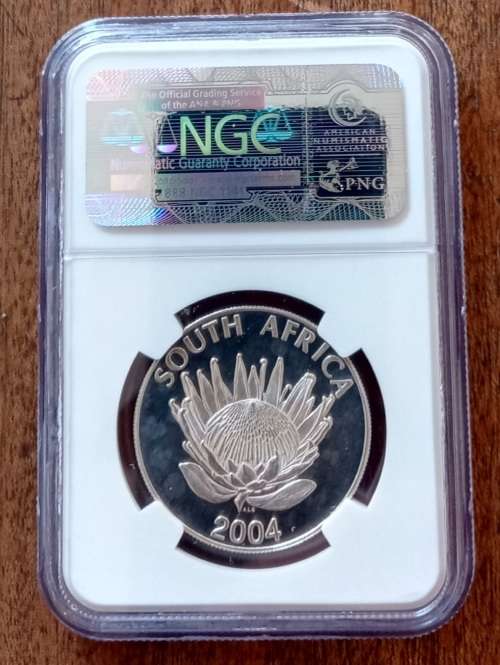 The Official Grading Service
of the ANA & PNG
NGC
Numismatic Guaranty Corporation
AMERICAN
NUMISMATIC
ASSOCIATION
PNG
SOUTH AFRICA
ALS
2004